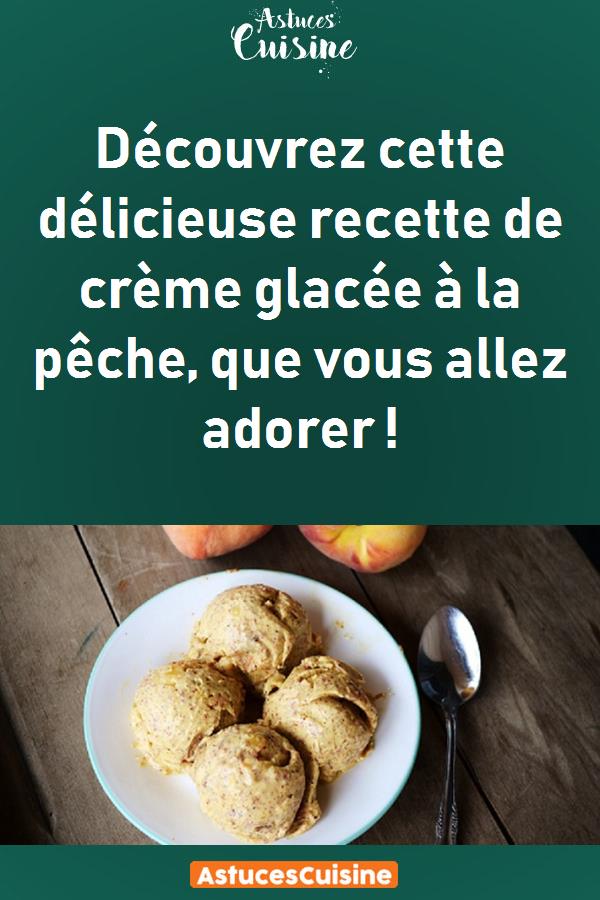 Astuces
Cuisine
Découvrez cette
délicieuse recette de
crème glacée à la
pêche, que vous allez
adorer !
AstucesCuisine